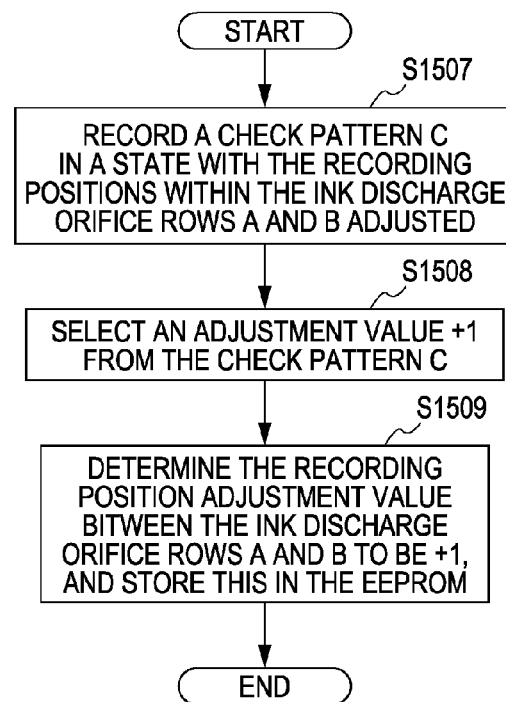 START
S1507
RECORD A CHECK PATTERN C
IN A STATE WITH THE RECORDING
POSITIONS WITHIN THE INK DISCHARGE
ORIFICE ROWS A AND B ADJUSTED
S1508
SELECT AN ADJUSTMENT VALUE +1
FROM THE CHECK PATTERN C
S1509
DETERMINE THE RECORDING
POSITION ADJUSTMENT VALUE
BITWEEN THE INK DISCHARGE
ORIFICE ROWS A AND B TO BE +1,
AND STORE THIS IN THE EEPROM
END